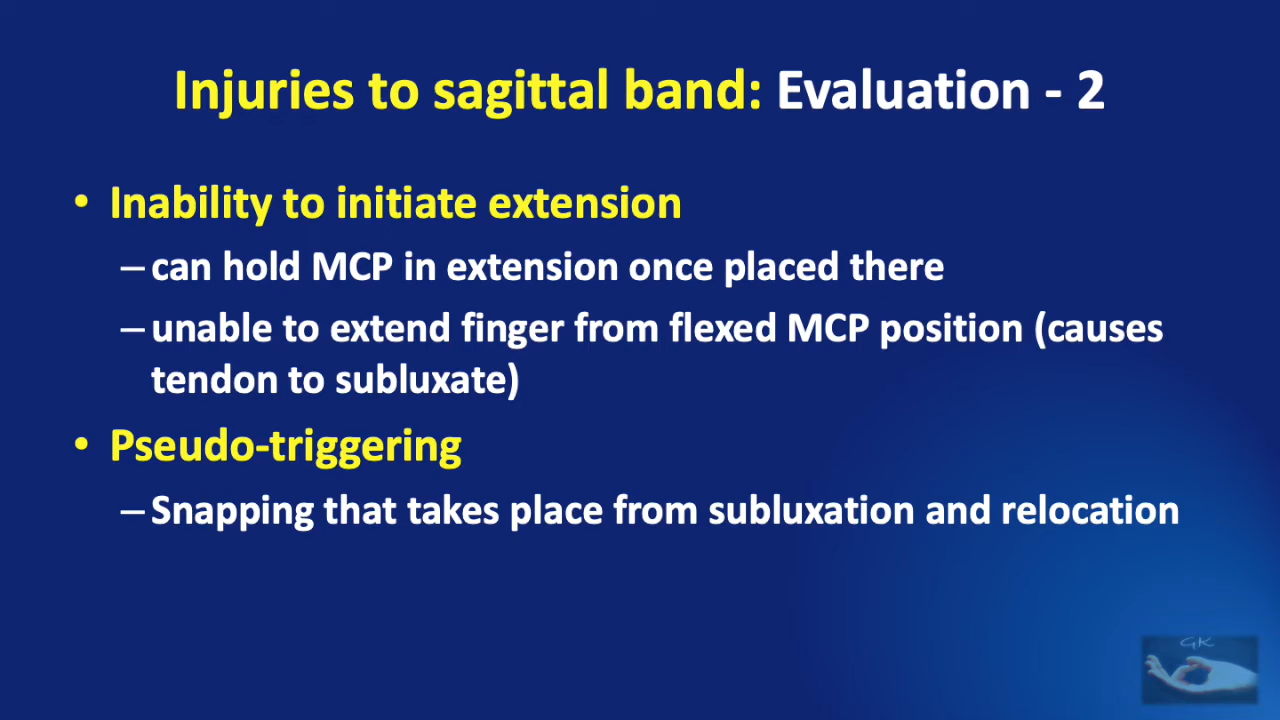 Injuries to sagittal band: Evaluation - 2
• Inability to initiate extension
–can hold MCP in extension once placed there
–unable to extend finger from flexed MCP position (causes
tendon to subluxate)
• Pseudo-triggering
–Snapping that takes place from subluxation and relocation
GK